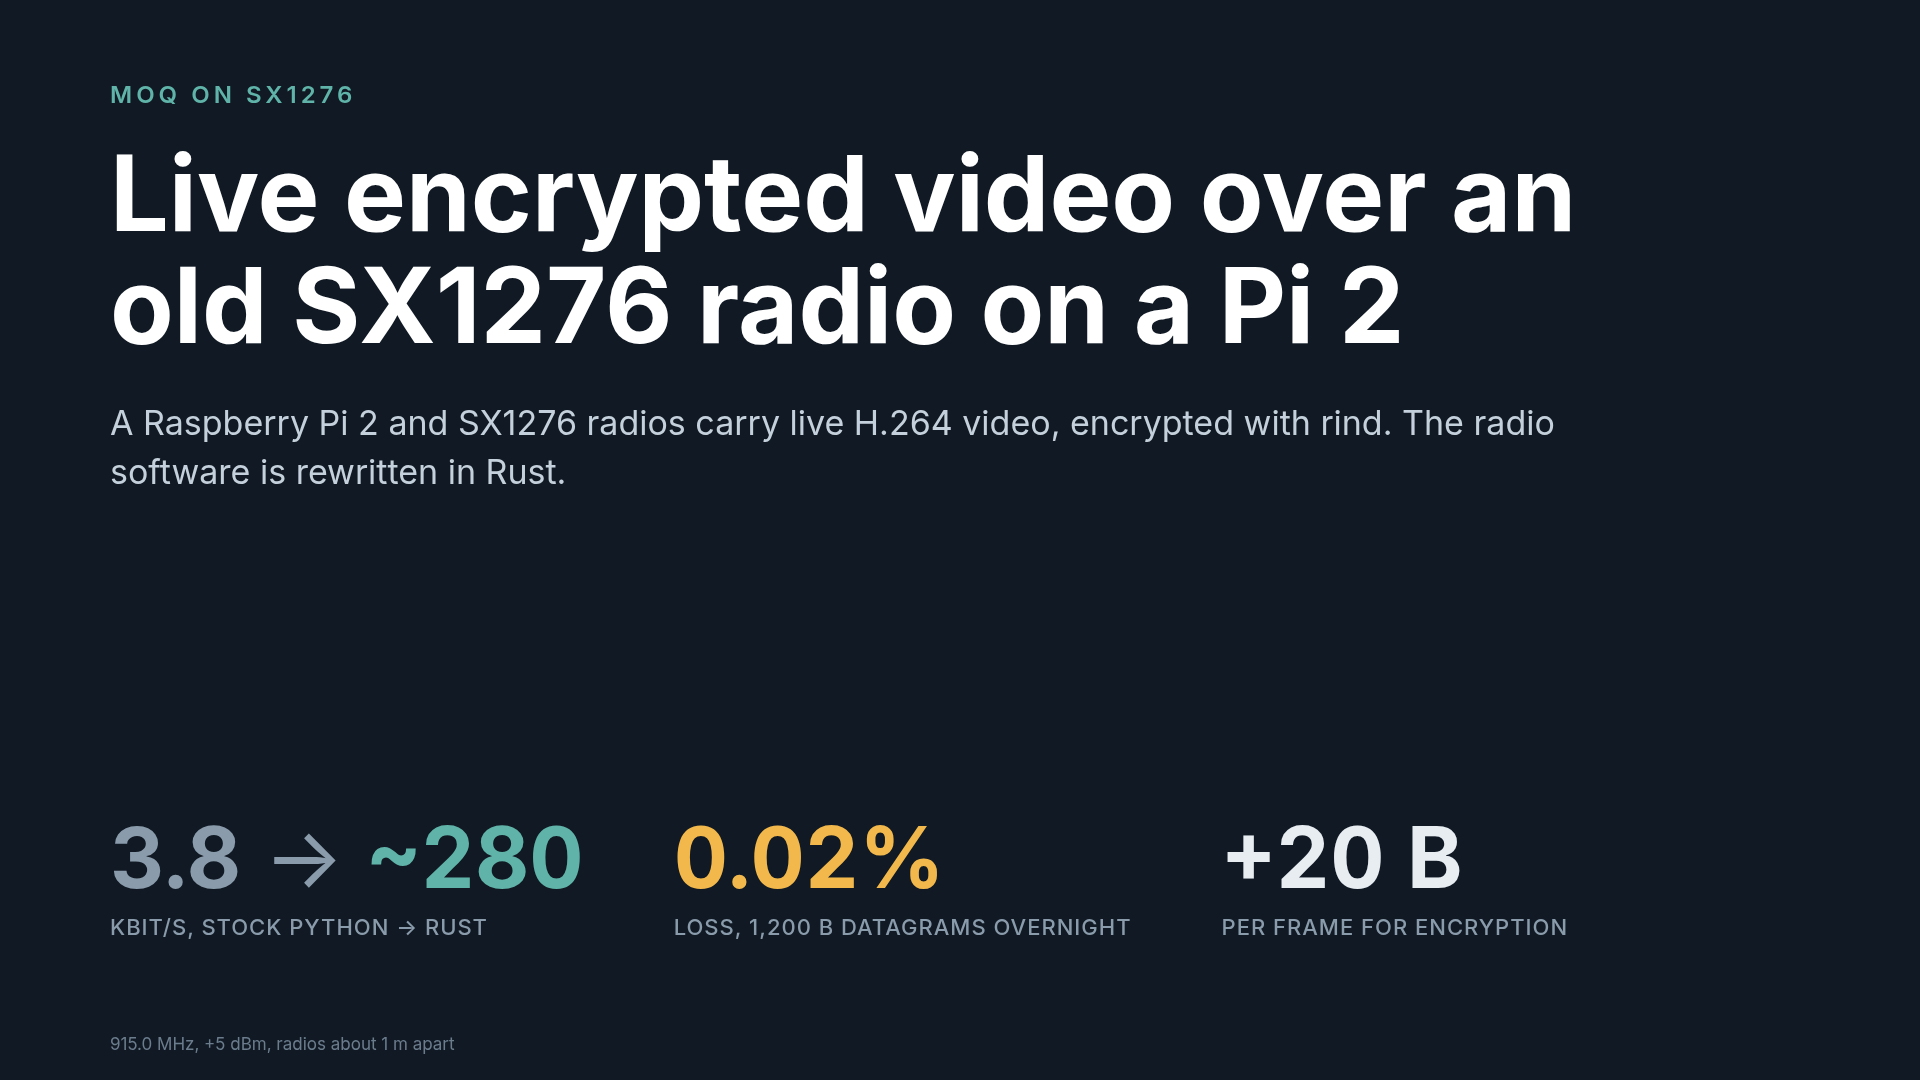 MOQ ON SX1276
Live encrypted video over an
old SX1276 radio on a Pi 2
A Raspberry Pi 2 and SX1276 radios carry live H.264 video, encrypted with rind. The radio
software is rewritten in Rust.
3.8 → ~280
KBIT/S, STOCK PYTHON → RUST
0.02%
LOSS, 1,200 B DATAGRAMS OVERNIGHT
+20 B
PER FRAME FOR ENCRYPTION
915.0 MHz, +5 dBm, radios about 1 m apart